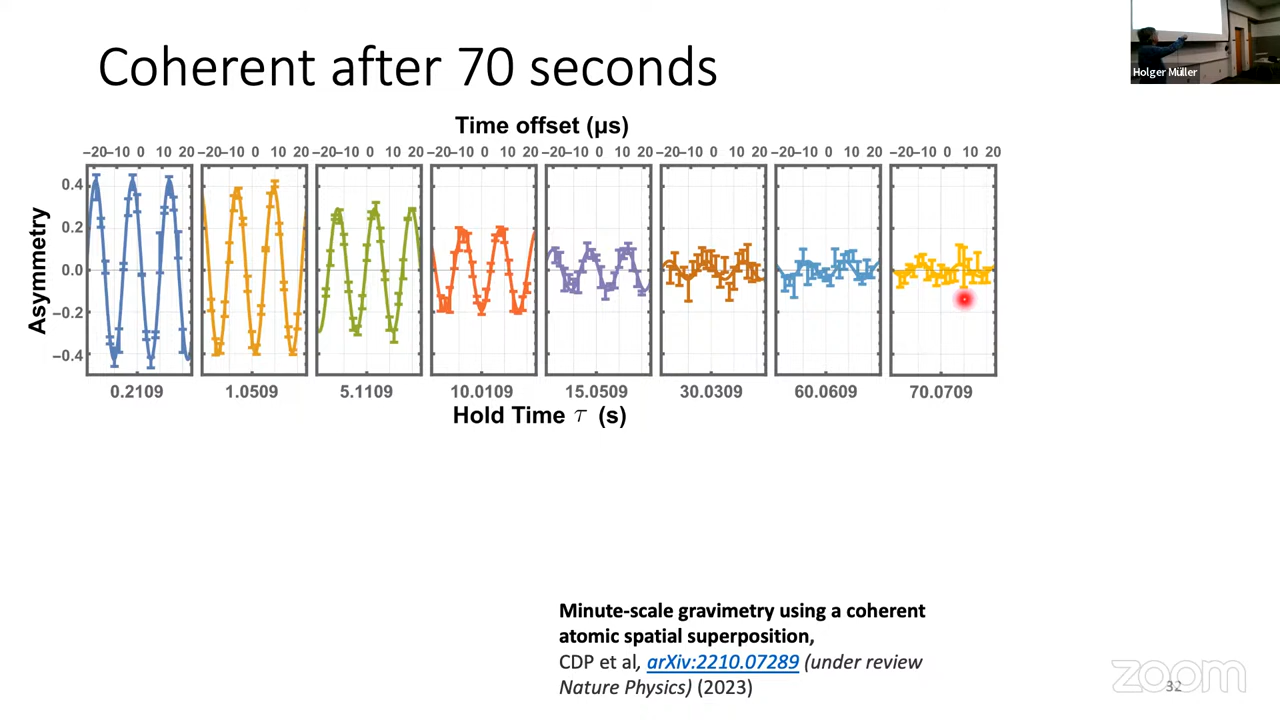 Coherent after 70 seconds
Holger Müller
Time offset (μs)
−20 −10 0 10 20 −20 −10 0 10 20 −20 −10 0 10 20 −20 −10 0 10 20 −20 −10 0 10 20 −20 −10 0 10 20 −20 −10 0 10 20 −20 −10 0 10 20
Asymmetry
0.4
0.2
0.0
−0.2
−0.4
0.2109 1.0509 5.1109 10.0109 15.0509 30.0309 60.0609 70.0709
Hold Time τ (s)
Minute-scale gravimetry using a coherent
atomic spatial superposition,
CDP et al, arXiv:2210.07289 (under review
Nature Physics) (2023)
zoom
32